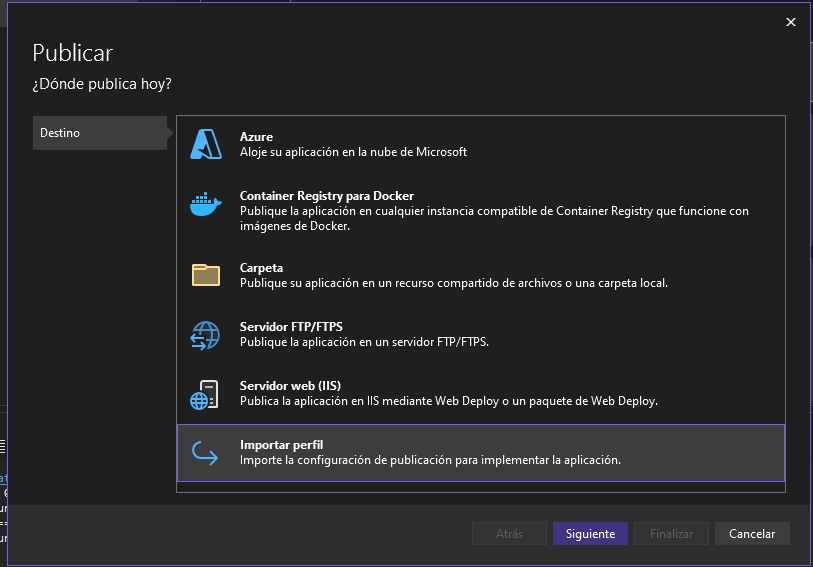 Publicar
¿Dónde publica hoy?
Destino
Azure
Aloje su aplicación en la nube de Microsoft
Container Registry para Docker
Publique la aplicación en cualquier instancia compatible de Container Registry que funcione con
imágenes de Docker.
Carpeta
Publique su aplicación en un recurso compartido de archivos o una carpeta local.
Servidor FTP/FTPS
Publique la aplicación en un servidor FTP/FTPS.
Servidor web (IIS)
Publica la aplicación en IIS mediante Web Deploy o un paquete de Web Deploy.
Importar perfil
Importe la configuración de publicación para implementar la aplicación.
Atrás
Siguiente
Finalizar
Cancelar